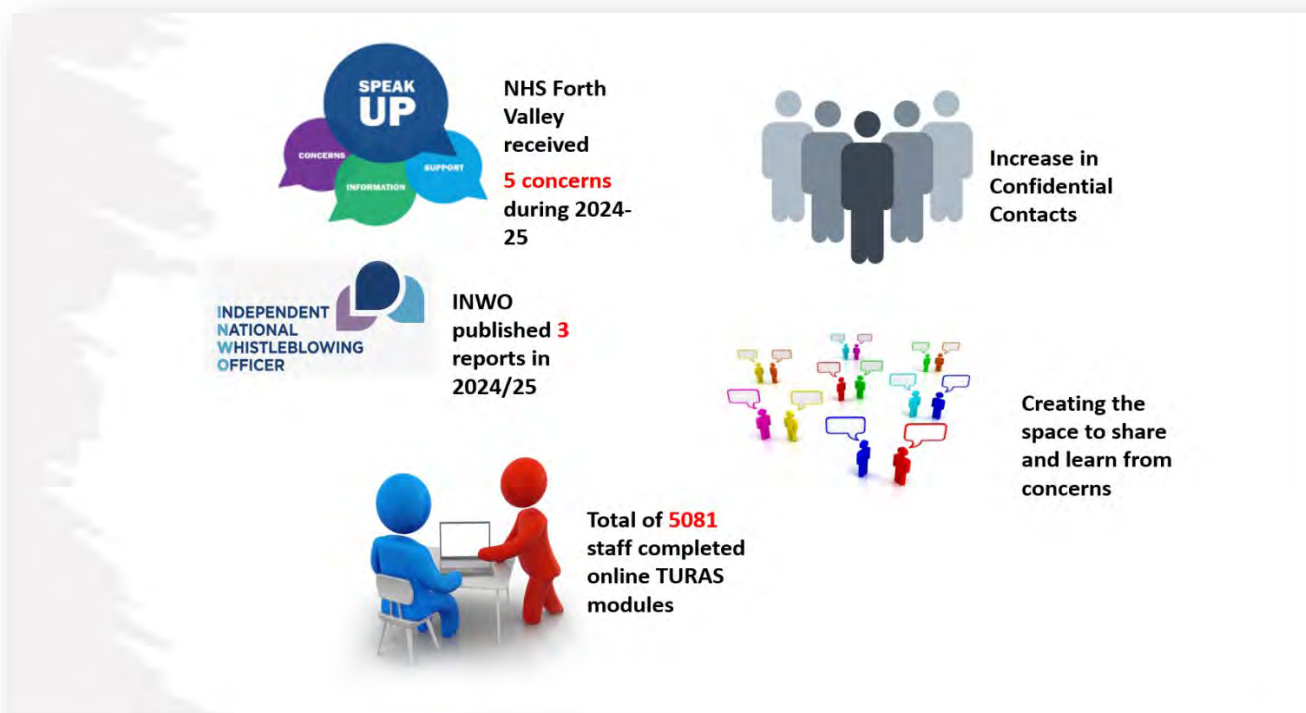 SPEAK
UP
CONCERNS
INFORMATION
SUPPORT
NHS Forth
Valley
received
5 concerns
during 2024-
25
Increase in
Confidential
Contacts
INDEPENDENT
NATIONAL
WHISTLEBLOWING
OFFICER
INWO
published 3
reports in
2024/25
Creating the
space to share
and learn from
concerns
Total of 5081
staff completed
online TURAS
modules